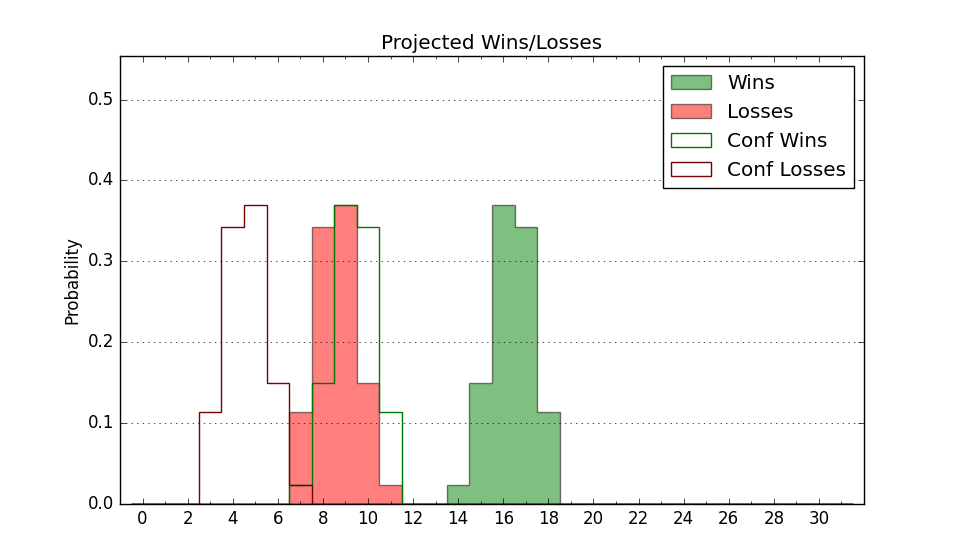 Projected Wins/Losses
Wins
Losses
Conf Wins
Conf Losses
Probability
0.5
0.4
0.3
0.2
0.1
0.0
0 2 4 6 8 10 12 14 16 18 20 22 24 26 28 30